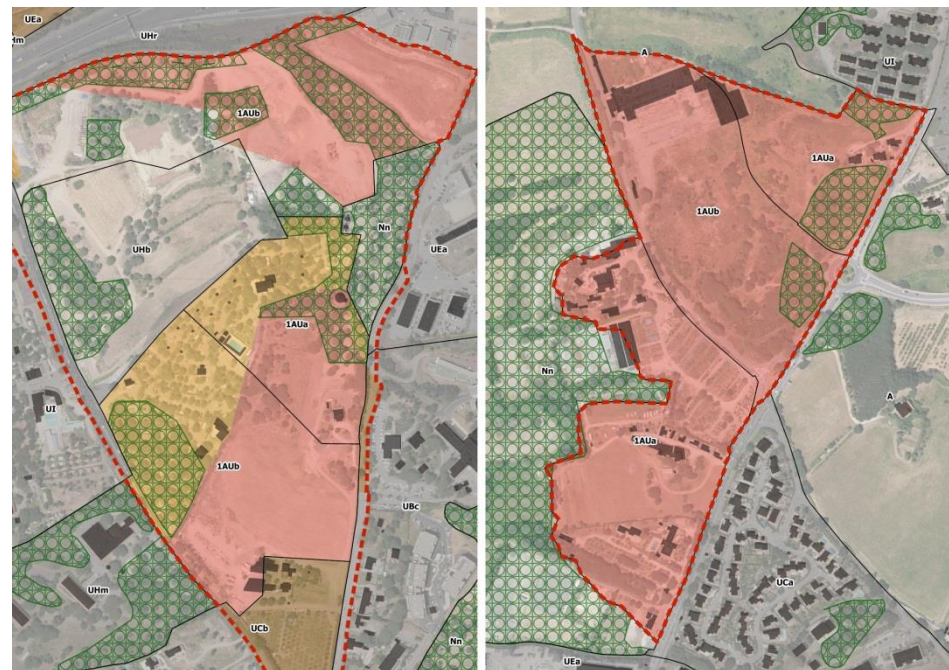 UEa
Hm
UHr
1AUb
Nn
UEa
UHb
1AUa
UI
1AUb
UBc
UHm
UCb
Nn
A
UI
1AUa
1AUb
Nn
A
1AUa
UCa
UEa